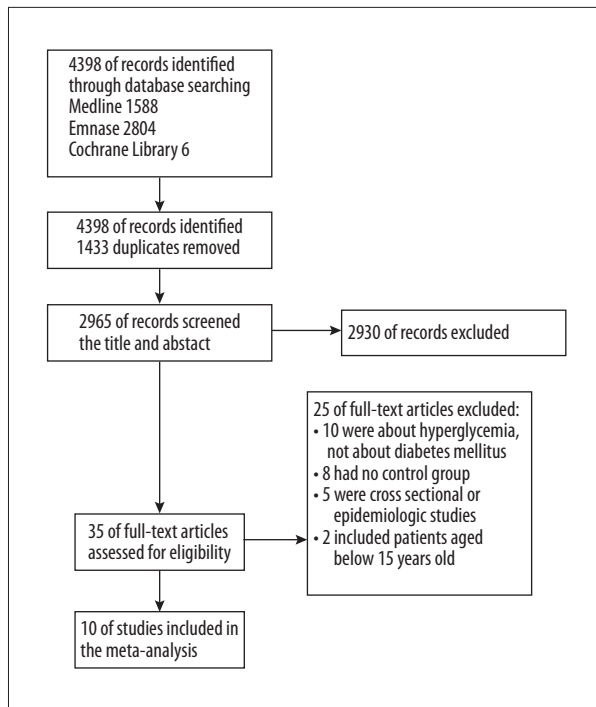 4398 of records identified
through database searching
Medline 1588
Emnase 2804
Cochrane Library 6
4398 of records identified
1433 duplicates removed
2965 of records screened
the title and abstact
2930 of records excluded
25 of full-text articles excluded:
• 10 were about hyperglycemia,
not about diabetes mellitus
• 8 had no control group
• 5 were cross sectional or
epidemiologic studies
• 2 included patients aged
below 15 years old
35 of full-text articles
assessed for eligibility
10 of studies included in
the meta-analysis